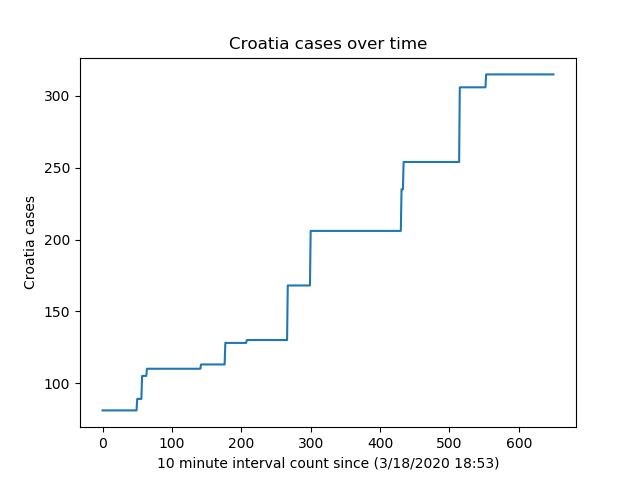 Croatia cases over time
300
250
200
150
100
Croatia cases
0 100 200 300 400 500 600
10 minute interval count since (3/18/2020 18:53)